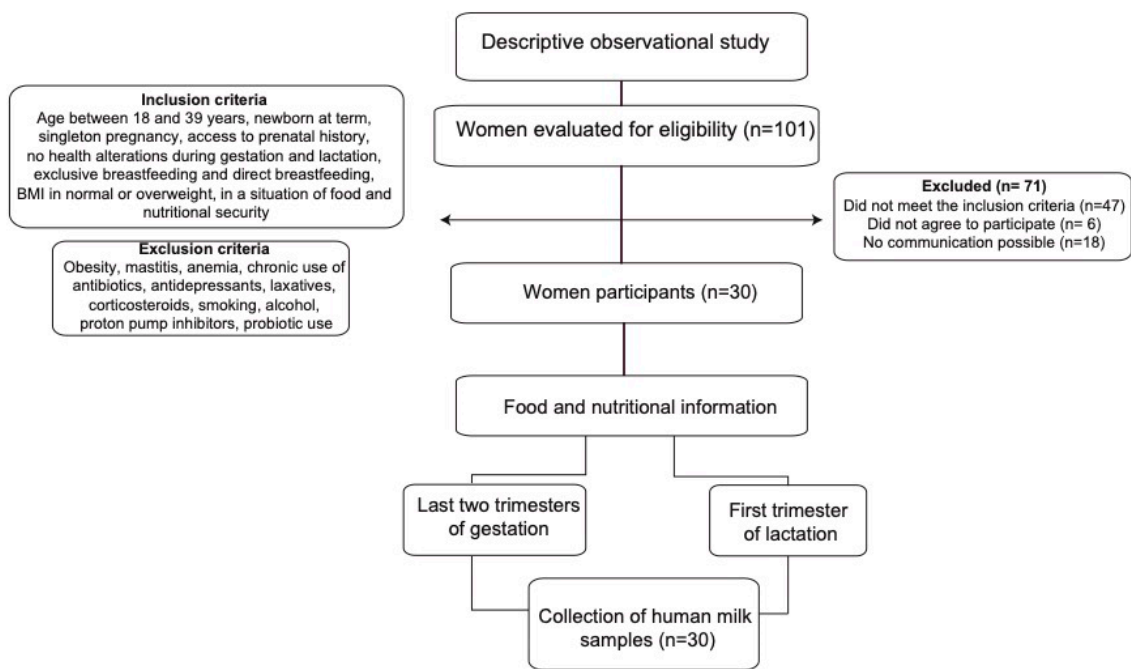 Descriptive observational study
Inclusion criteria
Age between 18 and 39 years, newborn at term,
singleton pregnancy, access to prenatal history,
no health alterations during gestation and lactation,
exclusive breastfeeding and direct breastfeeding,
BMI in normal or overweight, in a situation of food and
nutritional security
Women evaluated for eligibility (n=101)
Excluded (n= 71)
Did not meet the inclusion criteria (n=47)
Did not agree to participate (n= 6)
No communication possible (n=18)
Exclusion criteria
Obesity, mastitis, anemia, chronic use of
antibiotics, antidepressants, laxatives,
corticosteroids, smoking, alcohol,
proton pump inhibitors, probiotic use
Women participants (n=30)
Food and nutritional information
Last two trimesters
of gestation
First trimester
of lactation
Collection of human milk
samples (n=30)